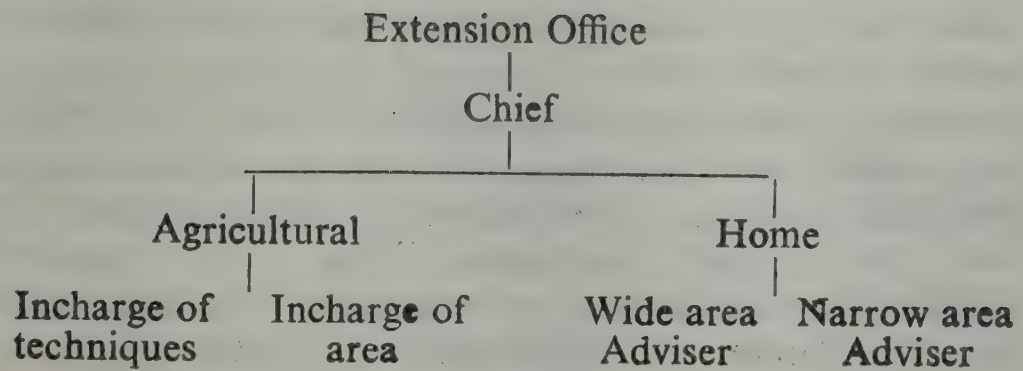 Extension Office
Chief
Agricultural Home
Incharge of techniques Incharge of area Wide area Adviser Narrow area Adviser